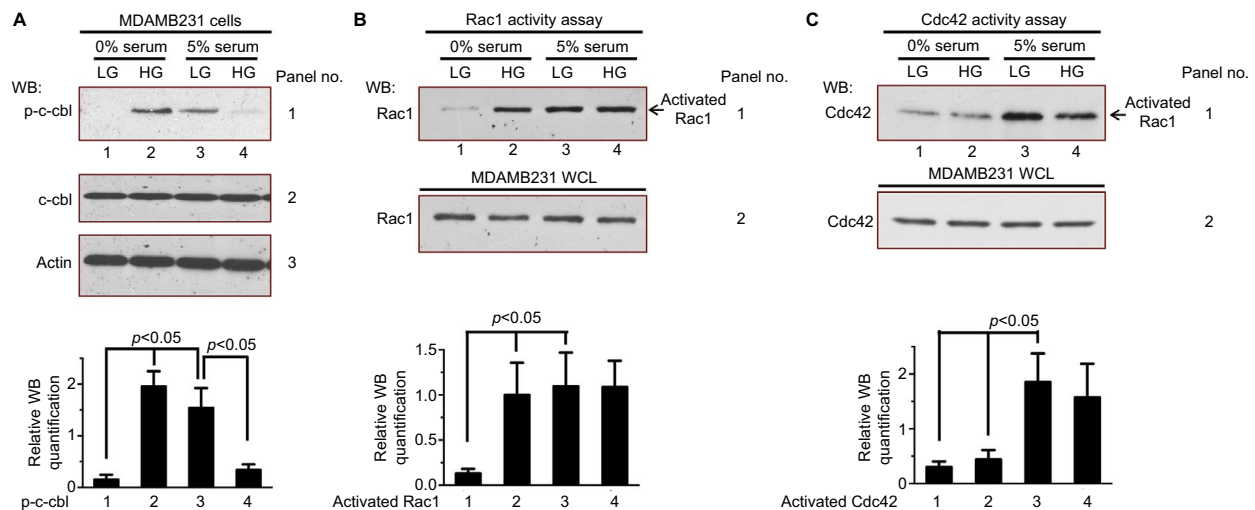 A
MDAMB231 cells
0% serum 5% serum
LG HG LG HG
Panel no.
WB:
p-c-cbl
1
1 2 3 4
c-cbl
2
Actin
3
p<0.05
p<0.05
Relative WB
quantification
2
1
0
p-c-cbl 1 2 3 4
B
Rac1 activity assay
0% serum 5% serum
LG HG LG HG
Panel no.
WB:
Rac1
Activated
Rac1
1
1 2 3 4
MDAMB231 WCL
Rac1
2
p<0.05
Relative WB
quantification
1.5
1.0
0.5
0.0
Activated Rac1 1 2 3 4
C
Cdc42 activity assay
0% serum 5% serum
LG HG LG HG
Panel no.
WB:
Cdc42
Activated
Rac1
1
1 2 3 4
MDAMB231 WCL
Cdc42
2
p<0.05
Relative WB
quantification
2
1
0
Activated Cdc42 1 2 3 4